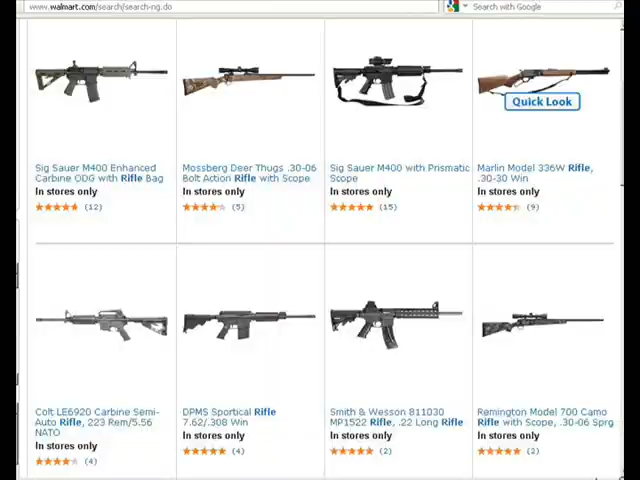 www.walmart.com/search/search-ng.do
Search with Google
Quick Look
Sig Sauer M400 Enhanced
Carbine ODG with Rifle Bag
In stores only
(12)
Mossberg Deer Thugs .30-06
Bolt Action Rifle with Scope
In stores only
(5)
Sig Sauer M400 with Prismatic
Scope
In stores only
(15)
Marlin Model 336W Rifle,
.30-30 Win
In stores only
(9)
Colt LE6920 Carbine Semi-
Auto Rifle, 223 Rem/5.56
NATO
In stores only
(4)
DPMS Sportical Rifle
7.62/.308 Win
In stores only
(4)
Smith & Wesson 811030
MP1522 Rifle, .22 Long Rifle
In stores only
(2)
Remington Model 700 Camo
Rifle with Scope, .30-06 Sprg
In stores only
(2)